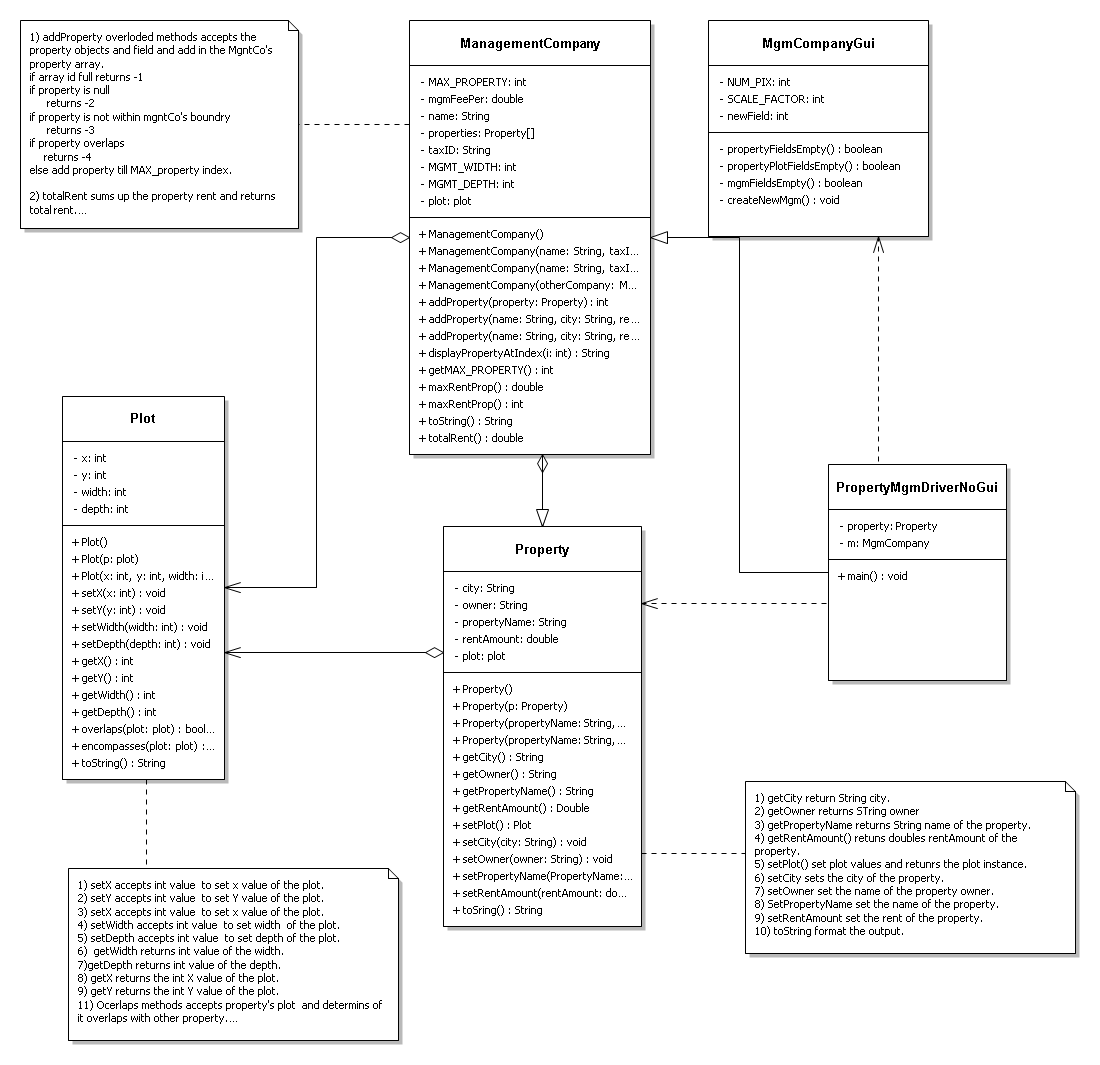 1) addProperty overloded methods accepts the
property objects and field and add in the MgntCo's
property array.
if array id full returns -1
if property is null
returns -2
if property is not within mgntCo's boundry
returns -3
if property overlaps
returns -4
else add property till MAX_property index.
2) totalRent sums up the property rent and returns
total rent....
ManagementCompany
- MAX_PROPERTY: int
- mgmFeePer: double
- name: String
- properties: Property[]
- taxID: String
- MGMT_WIDTH: int
- MGMT_DEPTH: int
- plot: plot
+ ManagementCompany()
+ ManagementCompany(name: String, taxI...
+ ManagementCompany(name: String, taxI...
+ ManagementCompany(otherCompany: M...
+ addProperty(property: Property) : int
+ addProperty(name: String, city: String, re...
+ addProperty(name: String, city: String, re...
+ displayPropertyAtIndex(i: int) : String
+ getMAX_PROPERTY() : int
+ maxRentProp() : double
+ maxRentProp() : int
+ toString() : String
+ totalRent() : double
MgmCompanyGui
- NUM_PIX: int
- SCALE_FACTOR: int
- newField: int
- propertyFieldsEmpty() : boolean
- propertyPlotFieldsEmpty() : boolean
- mgmFieldsEmpty() : boolean
- createNewMgm() : void
Plot
- x: int
- y: int
- width: int
- depth: int
+ Plot()
+ Plot(p: plot)
+ Plot(x: int, y: int, width: i...
+ setX(x: int) : void
+ setY(y: int) : void
+ setWidth(width: int) : void
+ setDepth(depth: int) : void
+ getX() : int
+ getY() : int
+ getWidth() : int
+ getDepth() : int
+ overlaps(plot: plot) : bool...
+ encompasses(plot: plot) :...
+ toString() : String
PropertyMgmDriverNoGui
- property: Property
- m: MgmCompany
+ main() : void
Property
- city: String
- owner: String
- propertyName: String
- rentAmount: double
- plot: plot
+ Property()
+ Property(p: Property)
+ Property(propertyName: String, ...
+ Property(propertyName: String, ...
+ getCity() : String
+ getOwner() : String
+ getPropertyName() : String
+ getRentAmount() : Double
+ setPlot() : Plot
+ setCity(city: String) : void
+ setOwner(owner: String) : void
+ setPropertyName(PropertyName:...
+ setRentAmount(rentAmount: do...
+ toSring() : String
1) getCity return String city.
2) getOwner returns STring owner
3) getPropertyName returns String name of the property.
4) getRentAmount() retuns doubles rentAmount of the
property.
5) setPlot() set plot values and retunrs the plot instance.
6) setCity sets the city of the property.
7) setOwner set the name of the property owner.
8) SetPropertyName set the name of the property.
9) setRentAmount set the rent of the property.
10) toString format the output.
1) setX accepts int value to set x value of the plot.
2) setY accepts int value to set Y value of the plot.
3) setX accepts int value to set x value of the plot.
4) setWidth accepts int value to set width of the plot.
5) setDepth accepts int value to set depth of the plot.
6) getWidth returns int value of the width.
7)getDepth returns int value of the depth.
8) getX returns the int X value of the plot.
9) getY returns the int Y value of the plot.
11) Ocerlaps methods accepts property's plot and determins of
it overlaps with other property....